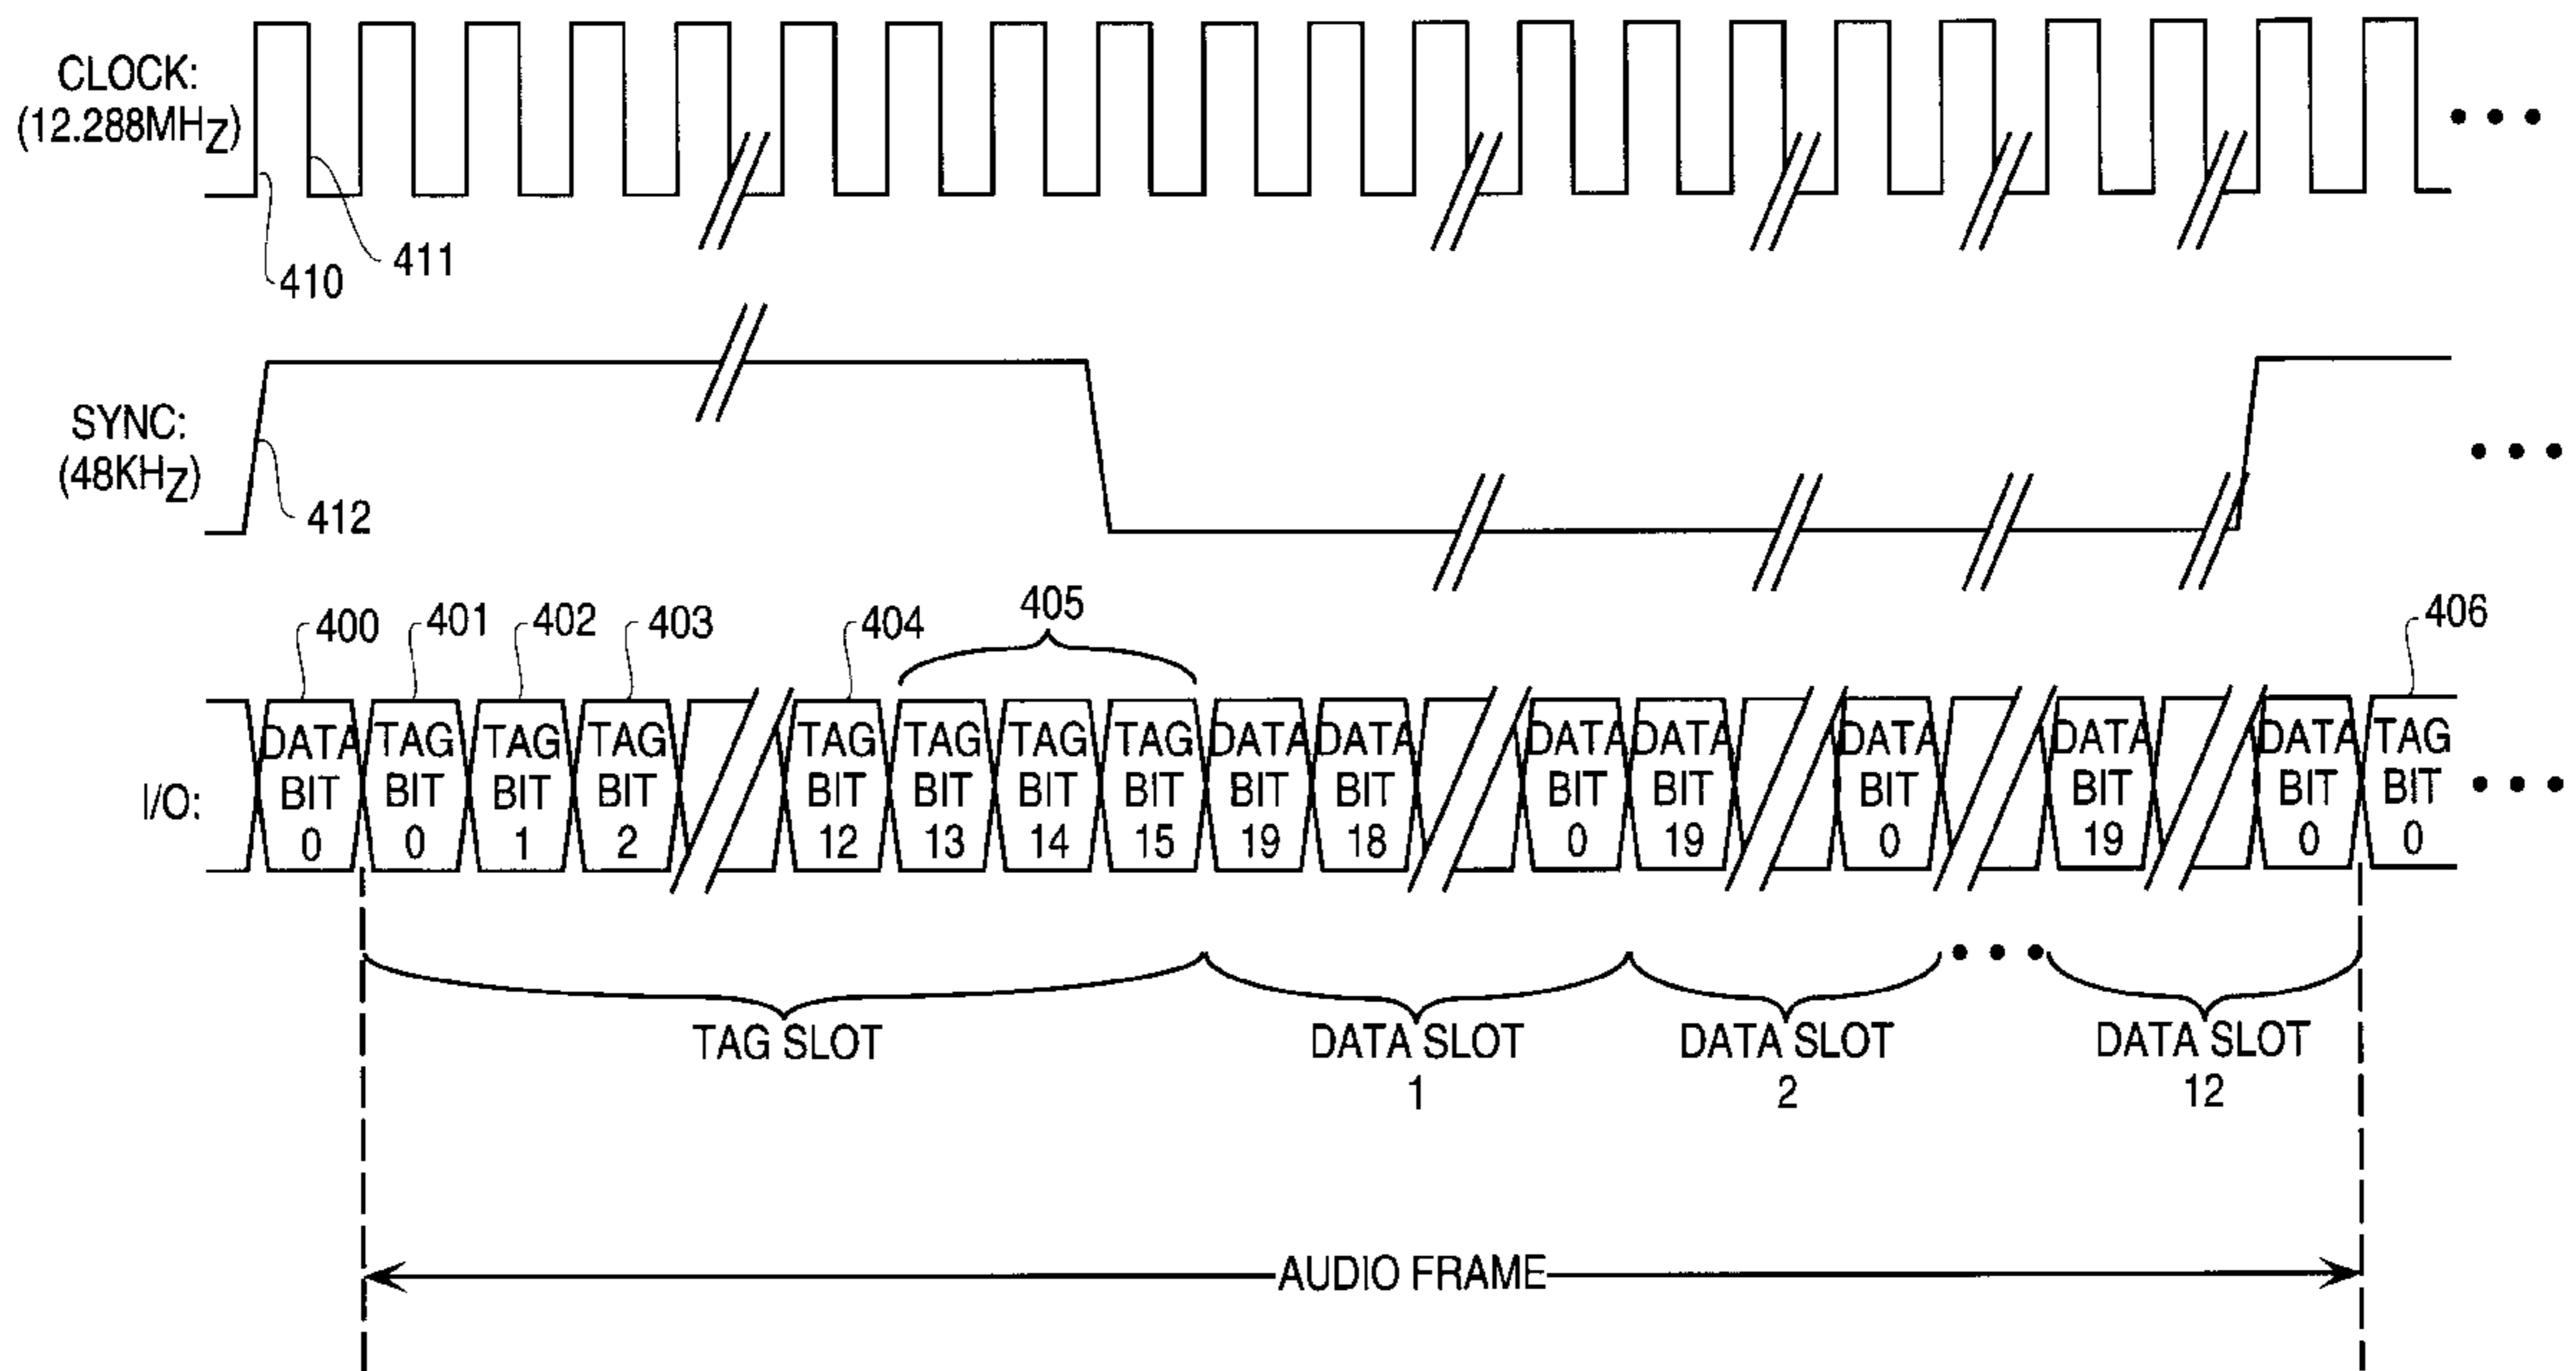 CLOCK:
(12.288MHZ)
410
411
SYNC:
(48KHZ)
412
400
401
402
403
404
405
406
I/O:
DATA BIT 0
TAG BIT 0
TAG BIT 1
TAG BIT 2
TAG BIT 12
TAG BIT 13
TAG BIT 14
TAG BIT 15
DATA BIT 19
DATA BIT 18
DATA BIT 0
DATA BIT 19
DATA BIT 0
DATA BIT 19
DATA BIT 0
TAG BIT 0
TAG SLOT
DATA SLOT
1
DATA SLOT
2
DATA SLOT
12
AUDIO FRAME